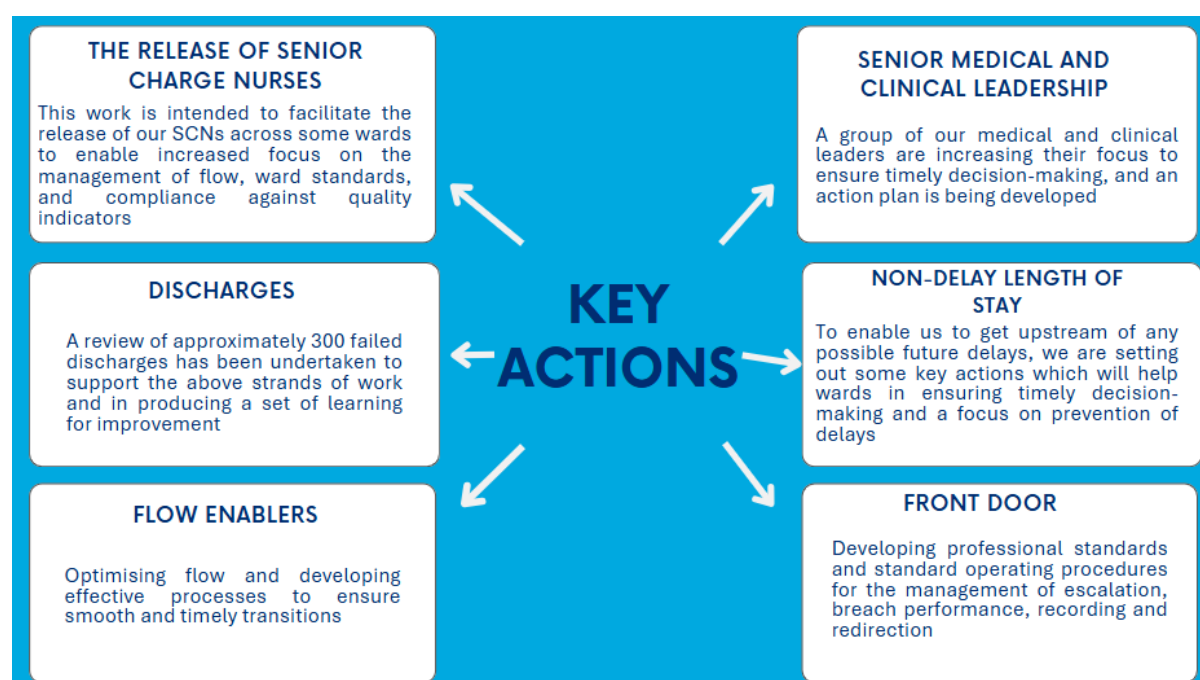 THE RELEASE OF SENIOR
CHARGE NURSES
This work is intended to facilitate the
release of our SCNs across some wards
to enable increased focus on the
management of flow, ward standards,
and compliance against quality
indicators
DISCHARGES
A review of approximately 300 failed
discharges has been undertaken to
support the above strands of work
and in producing a set of learning
for improvement
FLOW ENABLERS
Optimising flow and developing
effective processes to ensure
smooth and timely transitions
KEY
ACTIONS
SENIOR MEDICAL AND
CLINICAL LEADERSHIP
A group of our medical and clinical
leaders are increasing their focus to
ensure timely decision-making, and an
action plan is being developed
NON-DELAY LENGTH OF
STAY
To enable us to get upstream of any
possible future delays, we are setting
out some key actions which will help
wards in ensuring timely decision-
making and a focus on prevention of
delays
FRONT DOOR
Developing professional standards
and standard operating procedures
for the management of escalation,
breach performance, recording and
redirection